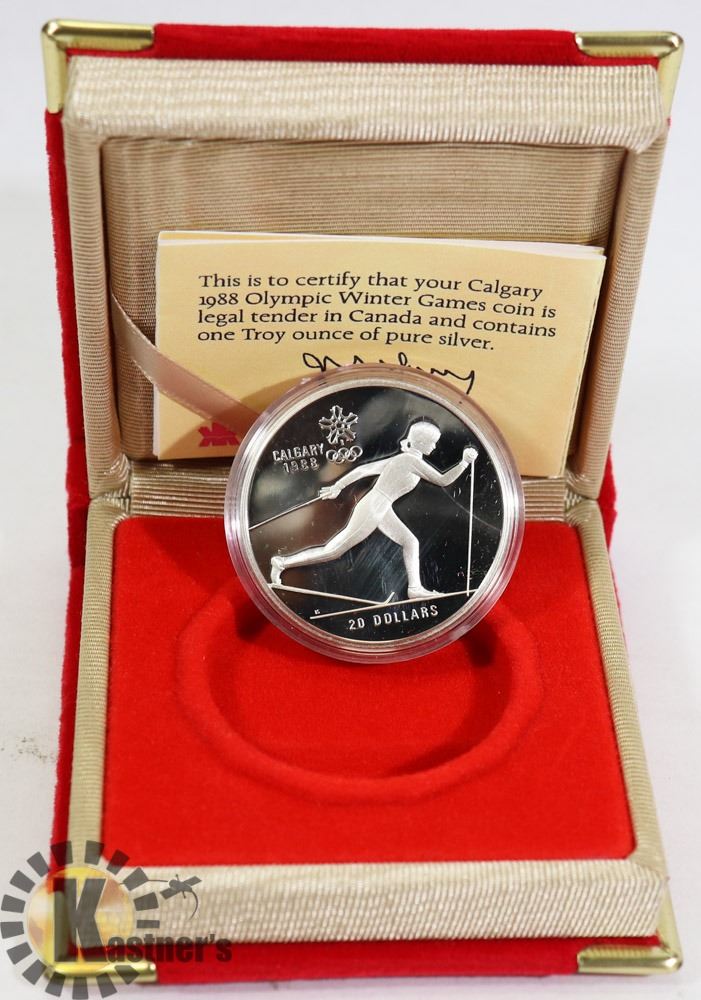 This is to certify that your Calgary
1988 Olympic Winter Games coin is
legal tender in Canada and contains
one Troy ounce of pure silver.
CALGARY
1988
20 DOLLARS
Kastner's